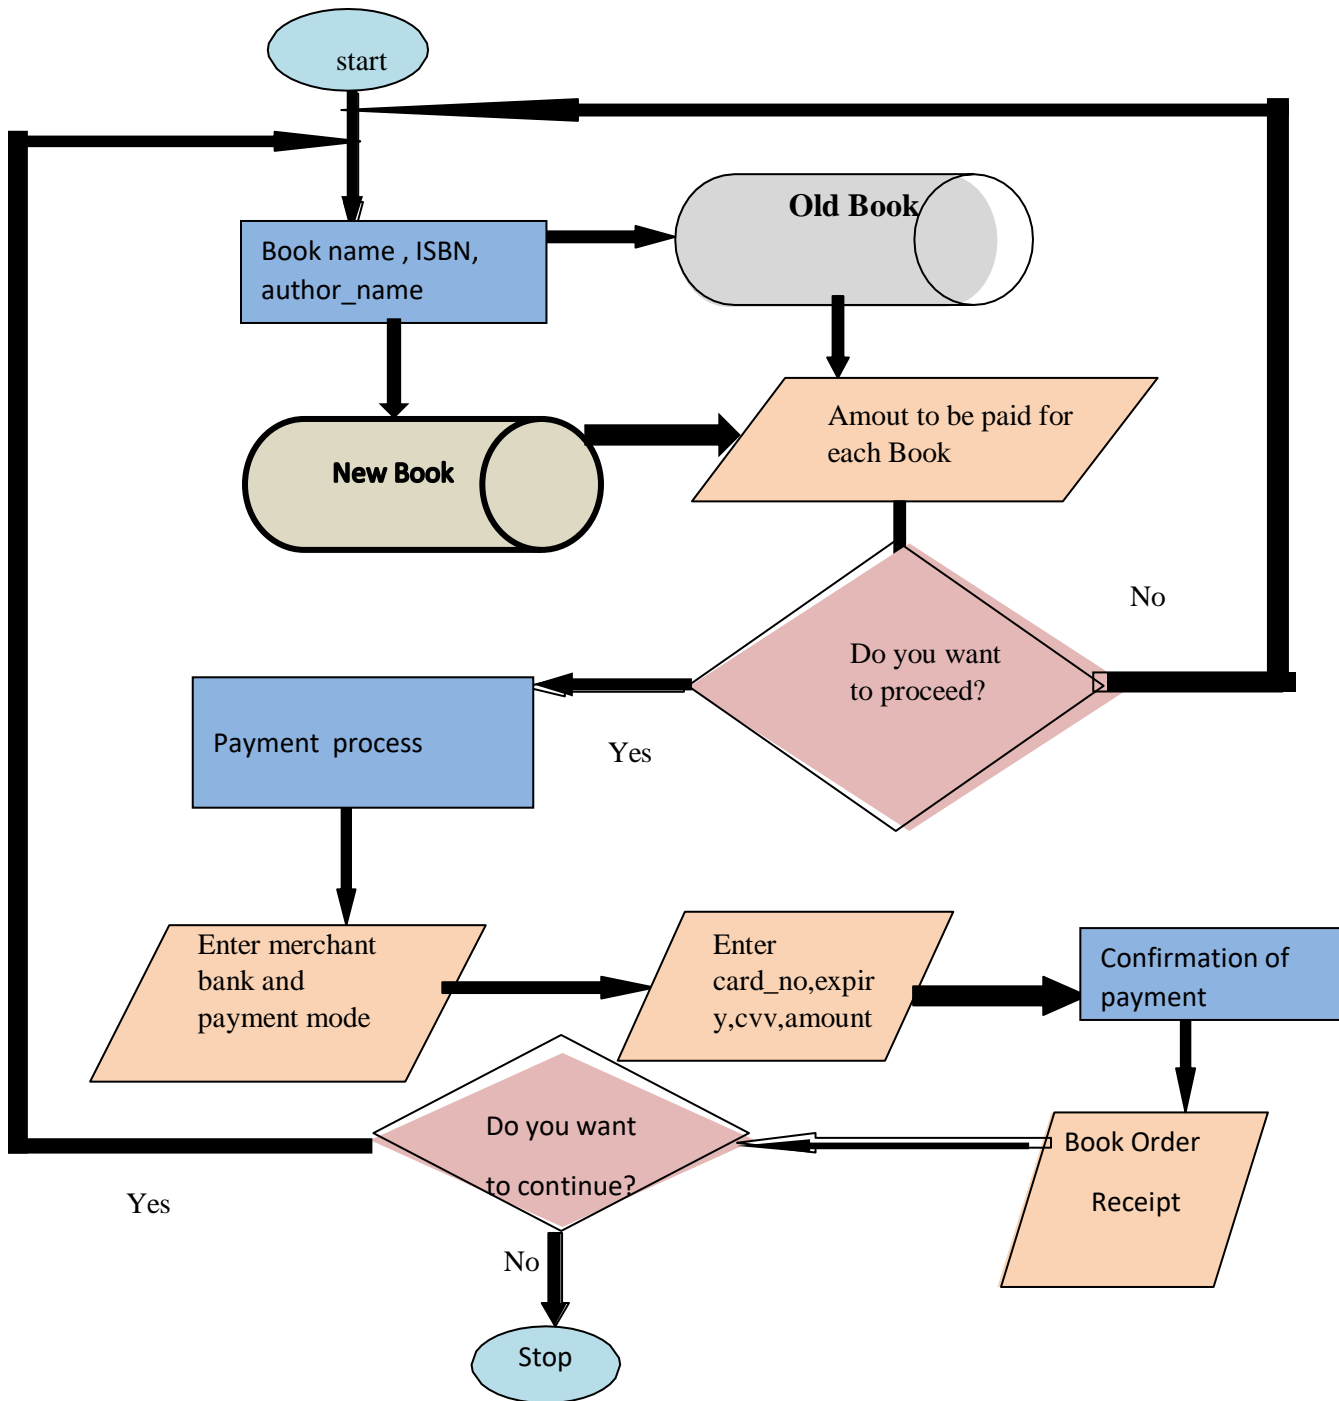 start
Old Book
Book name , ISBN,
author_name
Amout to be paid for
each Book
New Book
No
Do you want
to proceed?
Payment process
Yes
Enter merchant
bank and
payment mode
Enter
card_no,expir
y,cvv,amount
Confirmation of
payment
Do you want
to continue?
Book Order
Receipt
Yes
No
Stop